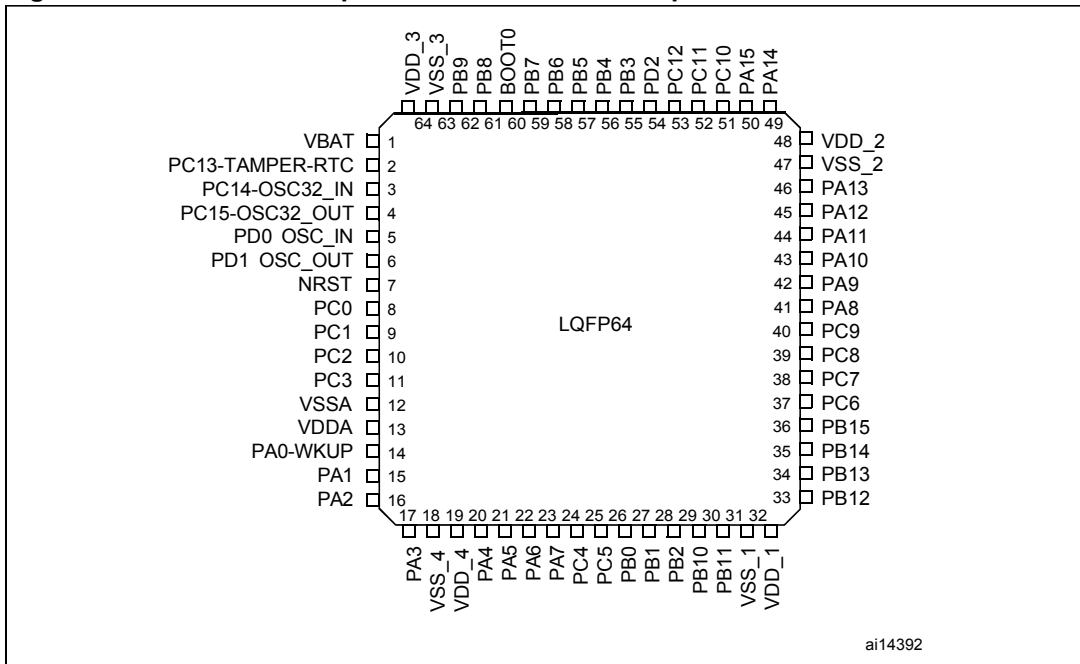 VDD_3
VSS_3
PB9
PB8
BOOT0
PB7
PB6
PB5
PB4
PB3
PD2
PC12
PC11
PC10
PA15
PA14
64 63 62 61 60 59 58 57 56 55 54 53 52 51 50 49
VBAT 1
PC13-TAMPER-RTC 2
PC14-OSC32_IN 3
PC15-OSC32_OUT 4
PD0 OSC_IN 5
PD1 OSC_OUT 6
NRST 7
PC0 8
PC1 9
PC2 10
PC3 11
VSSA 12
VDDA 13
PA0-WKUP 14
PA1 15
PA2 16
LQFP64
48 VDD_2
47 VSS_2
46 PA13
45 PA12
44 PA11
43 PA10
42 PA9
41 PA8
40 PC9
39 PC8
38 PC7
37 PC6
36 PB15
35 PB14
34 PB13
33 PB12
17 18 19 20 21 22 23 24 25 26 27 28 29 30 31 32
PA3
VSS_4
VDD_4
PA4
PA5
PA6
PA7
PC4
PC5
PB0
PB1
PB2
PB10
PB11
VSS_1
VDD_1
ai14392